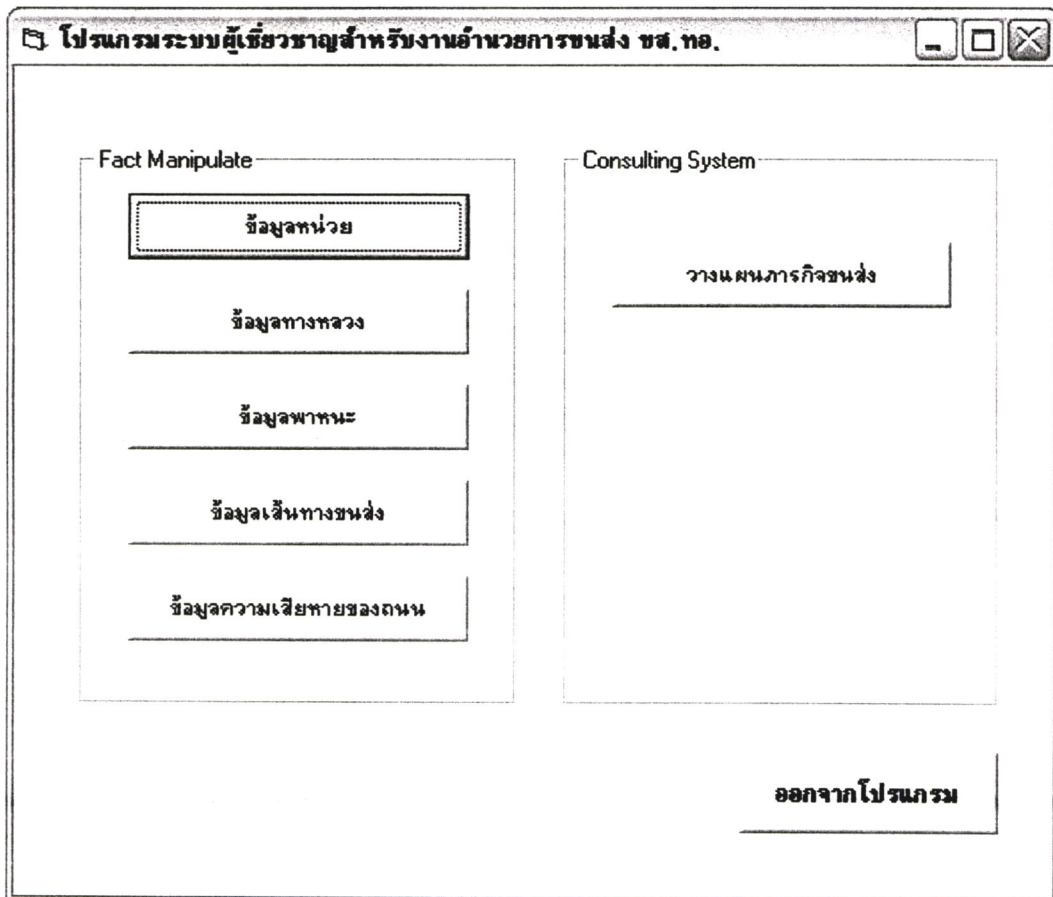 โปรแกรมระบบผู้เชี่ยวชาญสำหรับงานอำนวยการขนส่ง ขส.ทอ.
Fact Manipulate
ข้อมูลหน่วย
ข้อมูลทางหลวง
ข้อมูลพาหนะ
ข้อมูลเส้นทางขนส่ง
ข้อมูลความเสียหายของถนน
Consulting System
วางแผนภารกิจขนส่ง
ออกจากโปรแกรม